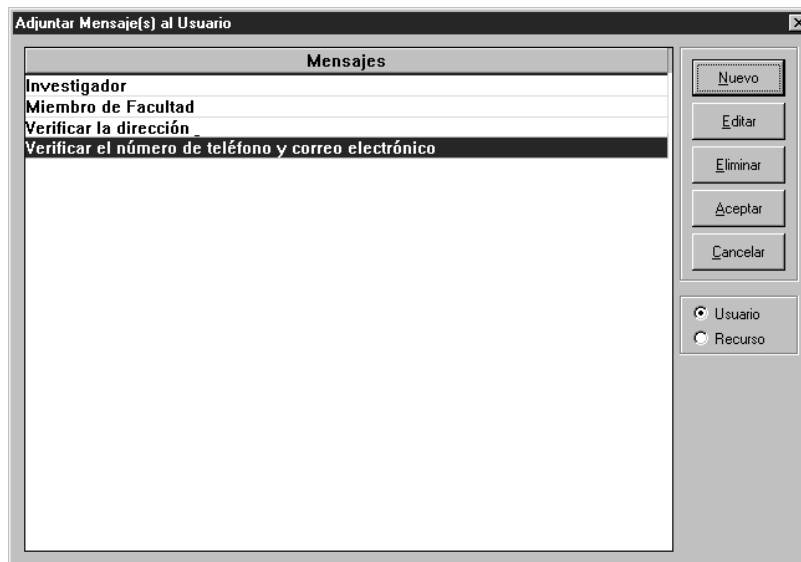 Adjuntar Mensaje(s) al Usuario
Mensajes
Investigador
Miembro de Facultad
Verificar la dirección _
Verificar el número de teléfono y correo electrónico
Nuevo
Editar
Eliminar
Aceptar
Cancelar
Usuario
Recurso